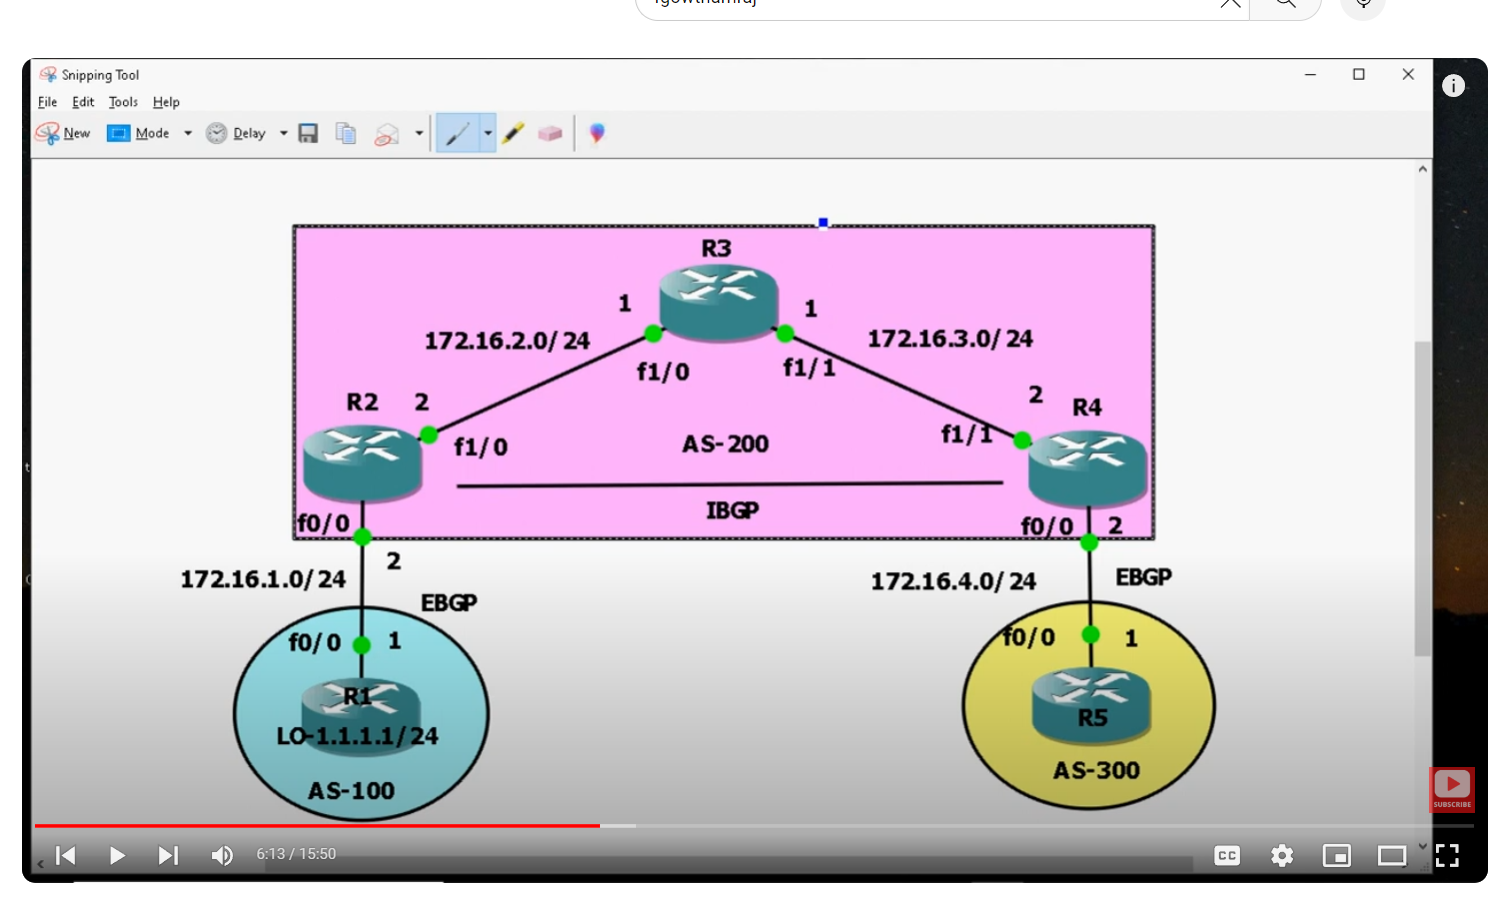 Snipping Tool
File Edit Tools Help
New Mode Delay
R3
1 1
172.16.2.0/ 24 172.16.3.0/ 24
f1/0 f1/1
R2 2 2 R4
f1/0 AS-200 f1/1
IBGP
f0/0 f0/0 2
2
172.16.1.0/ 24 172.16.4.0/ 24 EBGP
EBGP
f0/0 1 f0/0 1
R1 R5
LO-1.1.1.1/ 24
AS-100 AS-300
SUBSCRIBE
6:13 / 15:50 CC